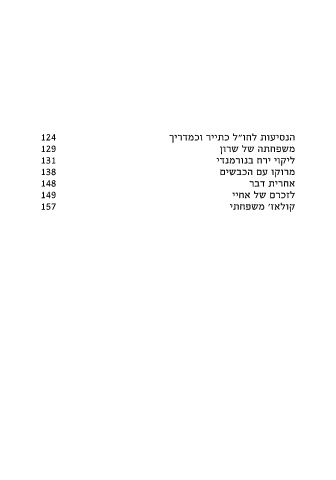 הנסיעות לחו"ל כתייר וכמדריך 124
משפחתה של שרון 129
ליקוי ירח בנורמנדי 131
מרוקו עם הכבשים 138
אחרית דבר 148
לזכרם של אחיי 149
קולאז' משפחתי 157